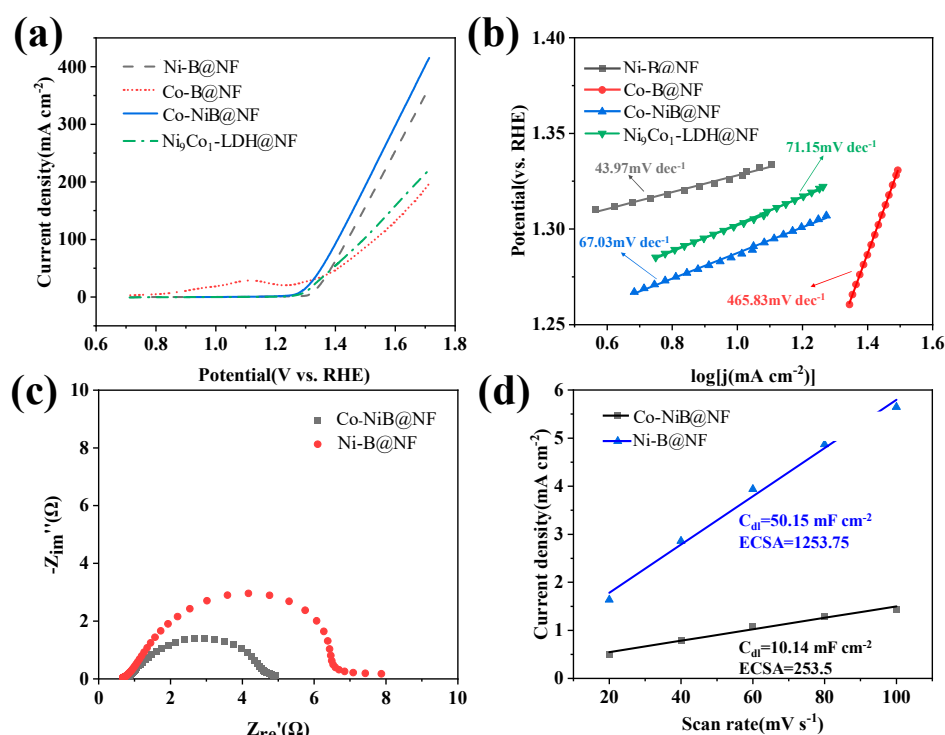 (a)
400
300
200
100
0
0.6
0.8
1.0
1.2
1.4
1.6
1.8
Current density(mA cm-2)
Potential(V vs. RHE)
Ni-B@NF
Co-B@NF
Co-NiB@NF
Ni9Co1-LDH@NF
(b)
1.40
1.35
1.30
1.25
0.6
0.8
1.0
1.2
1.4
1.6
Potential(vs. RHE)
log[j(mA cm-2)]
Ni-B@NF
Co-B@NF
Co-NiB@NF
Ni9Co1-LDH@NF
43.97mV dec-1
71.15mV dec-1
67.03mV dec-1
465.83mV dec-1
(c)
10
8
6
4
2
0
0
2
4
6
8
10
-Zim''(Ω)
Zre'(Ω)
Co-NiB@NF
Ni-B@NF
(d)
6
5
4
3
2
1
0
20
40
60
80
100
Current density(mA cm-2)
Scan rate(mV s-1)
Co-NiB@NF
Ni-B@NF
Cdl=50.15 mF cm-2
ECSA=1253.75
Cdl=10.14 mF cm-2
ECSA=253.5